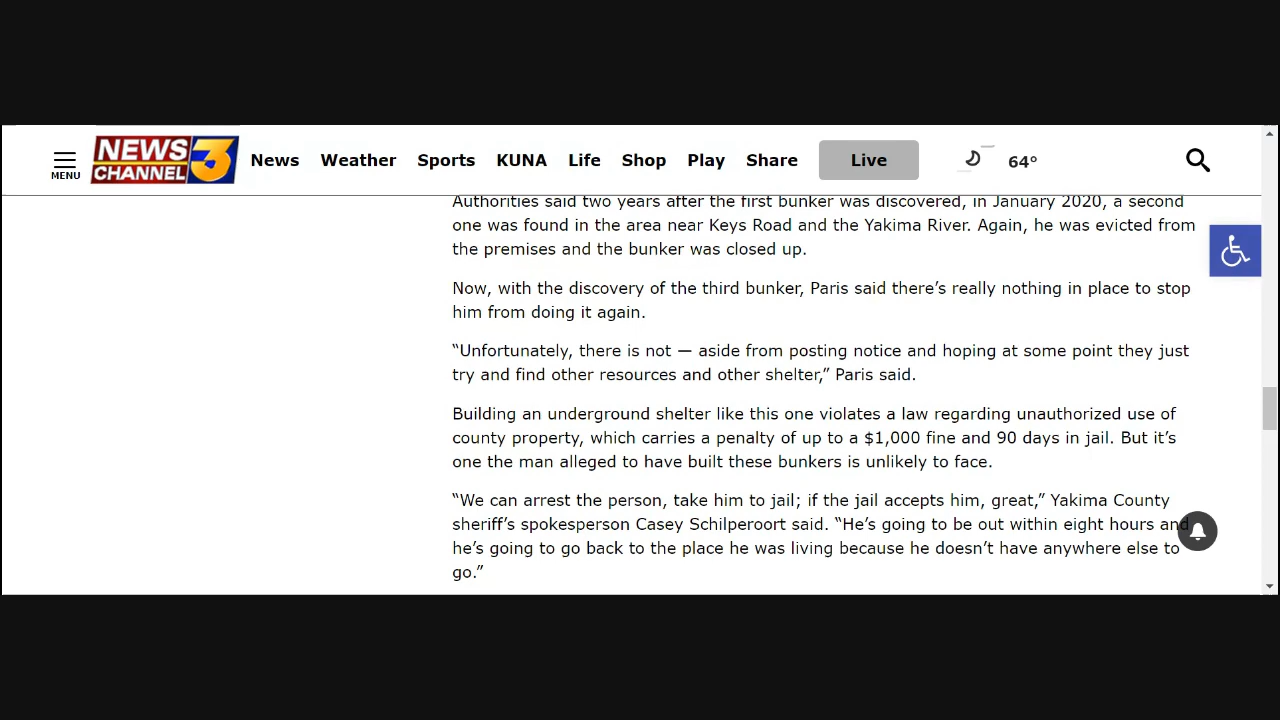 MENU
NEWS
CHANNEL
3
News Weather Sports KUNA Life Shop Play Share Live 64°
Authorities said two years after the first bunker was discovered, in January 2020, a second
one was found in the area near Keys Road and the Yakima River. Again, he was evicted from
the premises and the bunker was closed up.
Now, with the discovery of the third bunker, Paris said there’s really nothing in place to stop
him from doing it again.
“Unfortunately, there is not — aside from posting notice and hoping at some point they just
try and find other resources and other shelter,” Paris said.
Building an underground shelter like this one violates a law regarding unauthorized use of
county property, which carries a penalty of up to a $1,000 fine and 90 days in jail. But it’s
one the man alleged to have built these bunkers is unlikely to face.
“We can arrest the person, take him to jail; if the jail accepts him, great,” Yakima County
sheriff’s spokesperson Casey Schilperoort said. “He’s going to be out within eight hours and
he’s going to go back to the place he was living because he doesn’t have anywhere else to
go.”